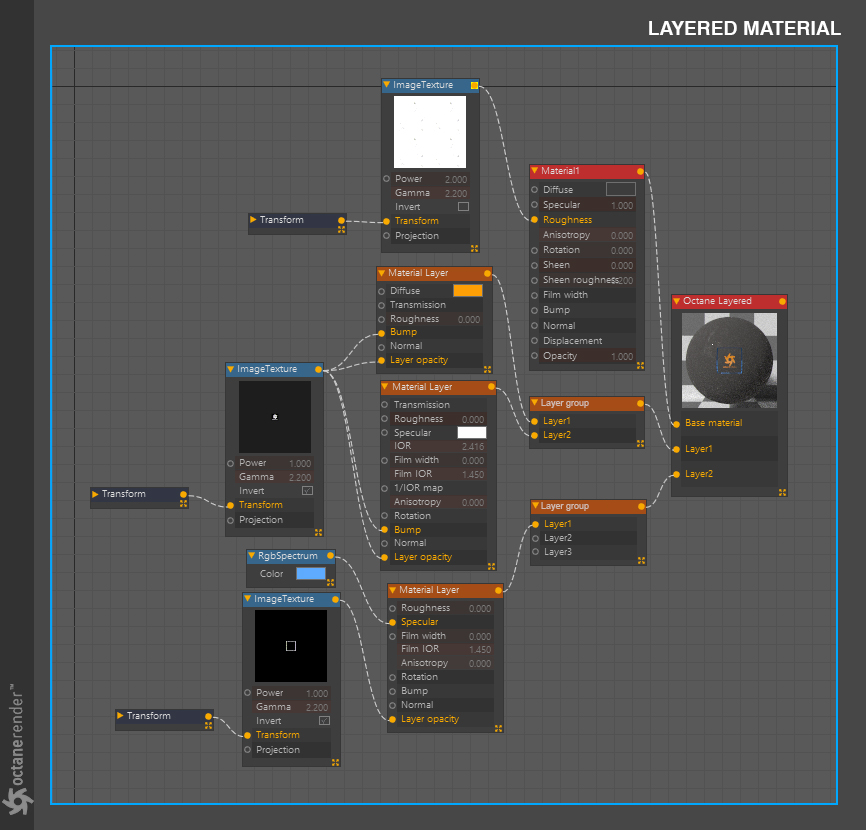 LAYERED MATERIAL
ImageTexture
Power 2.000
Gamma 2.200
Invert
Transform
Projection
Transform
Material1
Diffuse
Specular 1.000
Roughness
Anisotropy 0.000
Rotation 0.000
Sheen 0.000
Sheen roughness
Film width
Bump
Normal
Displacement
Opacity 1.000
Material Layer
Diffuse
Transmission
Roughness 0.000
Bump
Normal
Layer opacity
Octane Layered
Base material
Layer1
Layer2
ImageTexture
Power 1.000
Gamma 2.200
Invert
Transform
Projection
Transform
Material Layer
Transmission
Roughness 0.000
Specular
IOR 2.416
Film width 0.000
Film IOR 1.450
1/IOR map
Anisotropy 0.000
Rotation
Bump
Normal
Layer opacity
Layer group
Layer1
Layer2
Layer group
Layer1
Layer2
Layer3
RgbSpectrum
Color
ImageTexture
Power 1.000
Gamma 2.200
Invert
Transform
Projection
Transform
Material Layer
Roughness 0.000
Specular
Film width 0.000
Film IOR 1.450
Anisotropy 0.000
Rotation
Bump
Normal
Layer opacity
octanerender™